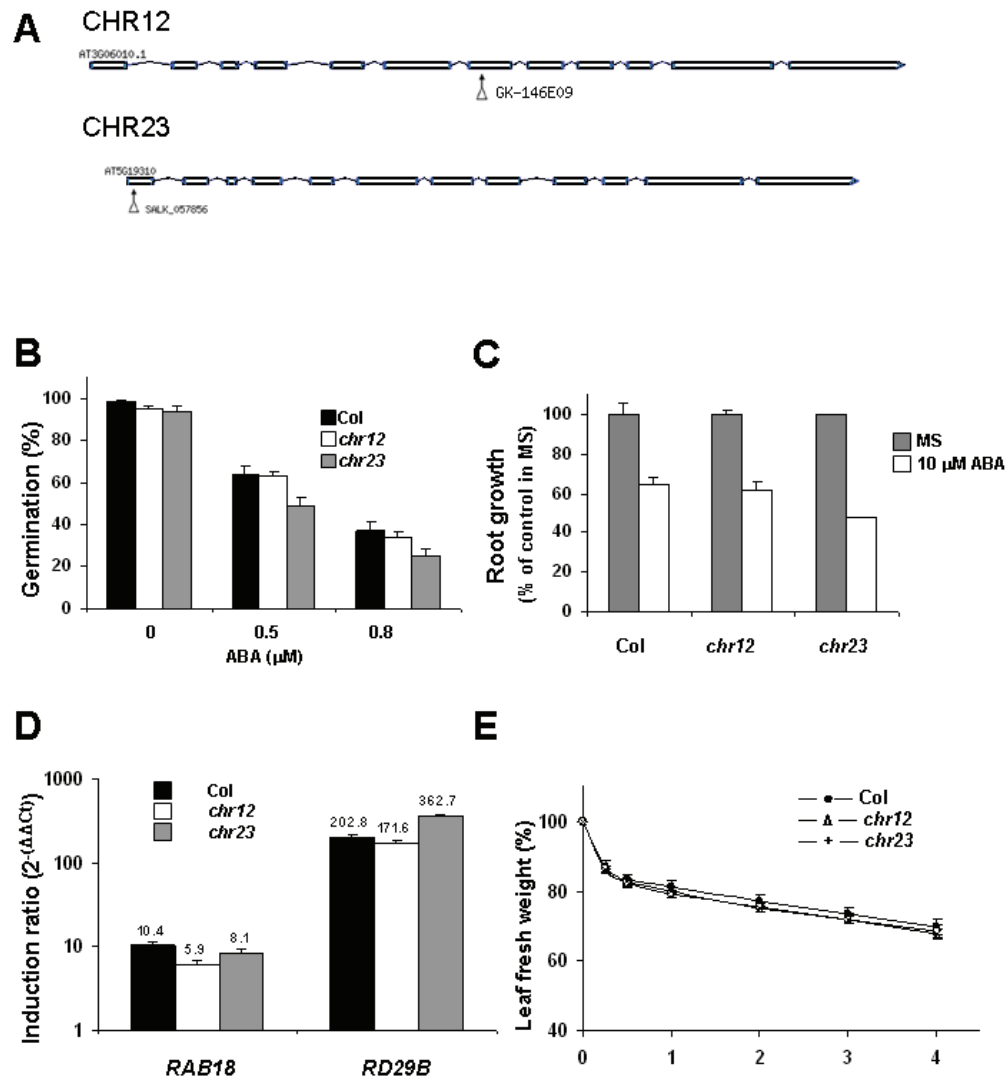 A
CHR12
AT3G06010.1
GK-146E09
CHR23
AT5G19310
SALK_057856
B
Germination (%)
100
80
60
40
20
0
Col
chr12
chr23
0
0.5
0.8
ABA (μM)
C
Root growth
(% of control in MS)
100
80
60
40
20
0
MS
10 μM ABA
Col
chr12
chr23
D
Induction ratio (2-(ΔΔCt))
1000
100
10
1
Col
chr12
chr23
10.4
5.9
8.1
202.8
171.6
362.7
RAB18
RD29B
E
Leaf fresh weight (%)
100
80
60
40
Col
chr12
chr23
0
1
2
3
4